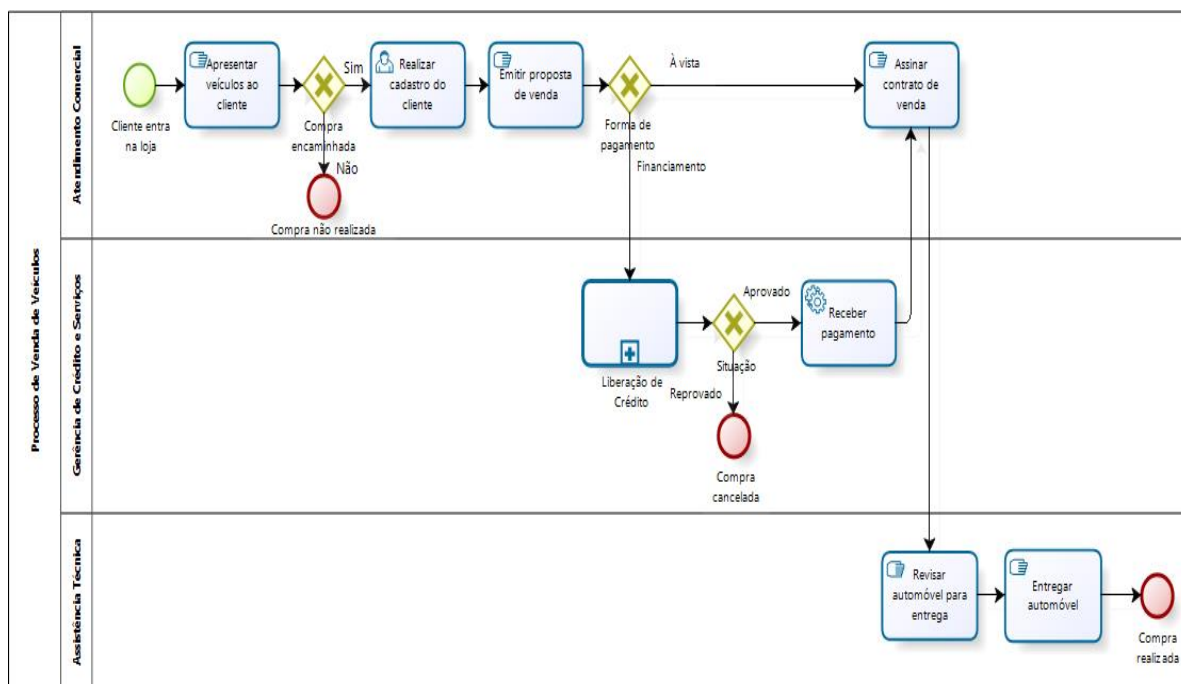 Processo de Venda de Veículos
Atendimento Comercial
Cliente entra
na loja
Apresentar
veículos ao
cliente
Compra
encaminhada
Sim
Não
Compra não realizada
Realizar
cadastro do
cliente
Emitir proposta
de venda
Forma de
pagamento
À vista
Financiamento
Assinar
contrato de
venda
Gerência de Crédito e Serviços
Liberação de
Crédito
Situação
Aprovado
Reprovado
Compra
cancelada
Receber
pagamento
Assistência Técnica
Revisar
automóvel para
entrega
Entregar
automóvel
Compra
realizada